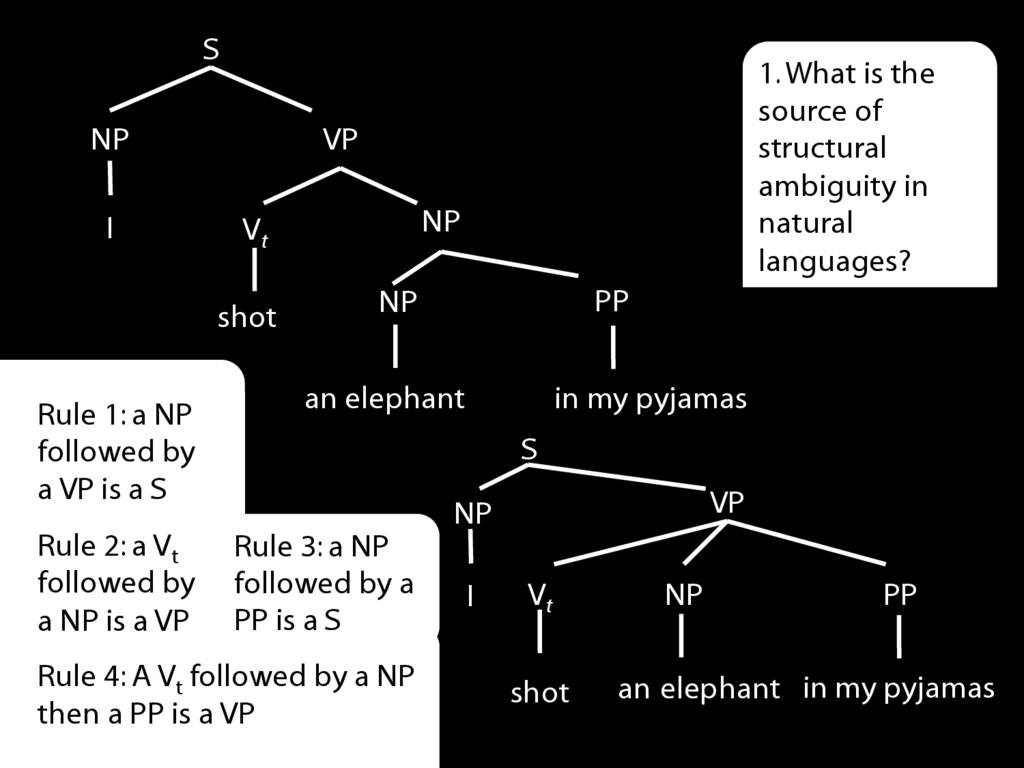 S
NP VP
I V_t NP
shot NP PP
an elephant in my pyjamas
1. What is the
source of
structural
ambiguity in
natural
languages?
Rule 1: a NP
followed by
a VP is a S
Rule 2: a V_t
followed by
a NP is a VP
Rule 3: a NP
followed by a
PP is a S
Rule 4: A V_t followed by a NP
then a PP is a VP
S
NP VP
I V_t NP PP
shot an elephant in my pyjamas